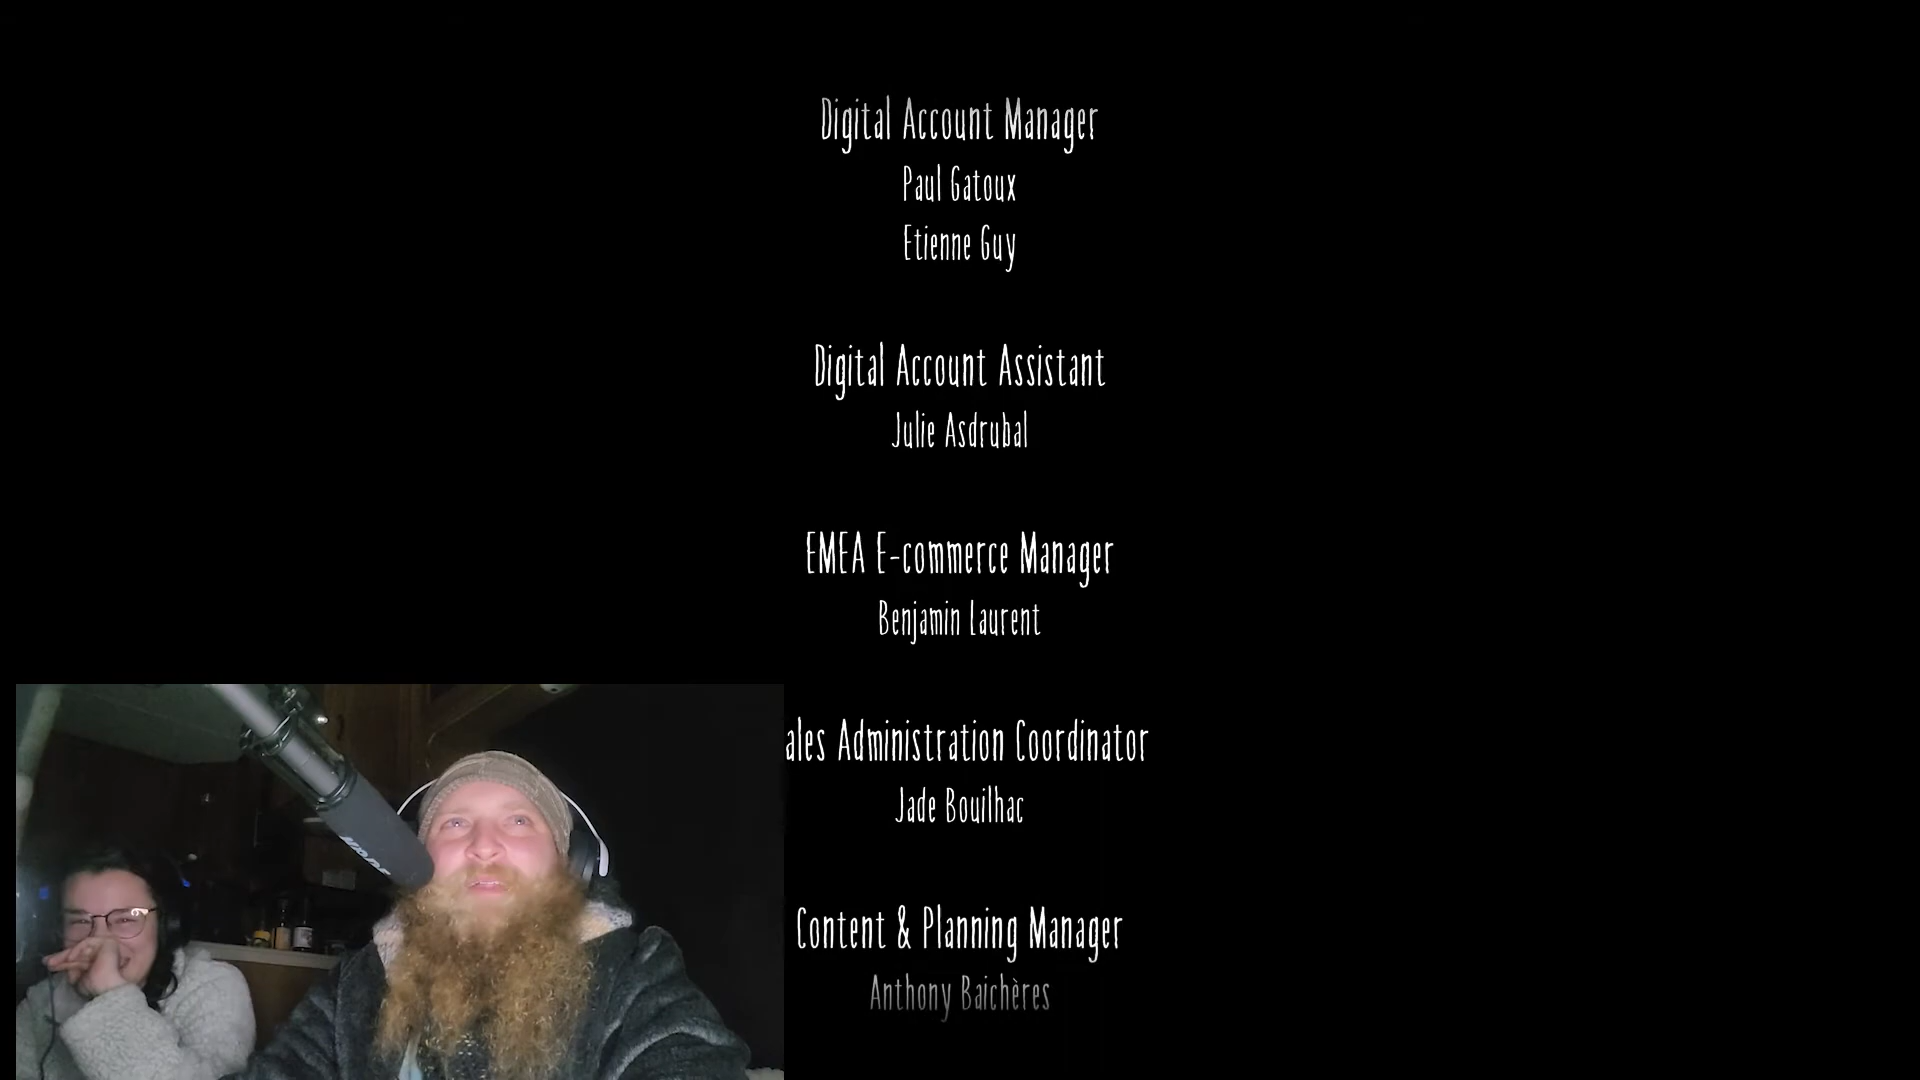 Digital Account Manager
Paul Gatoux
Etienne Guy
Digital Account Assistant
Julie Asdrubal
EMEA E-commerce Manager
Benjamin Laurent
ales Administration Coordinator
Jade Bouilhac
Content & Planning Manager
Anthony Baichères
RODE